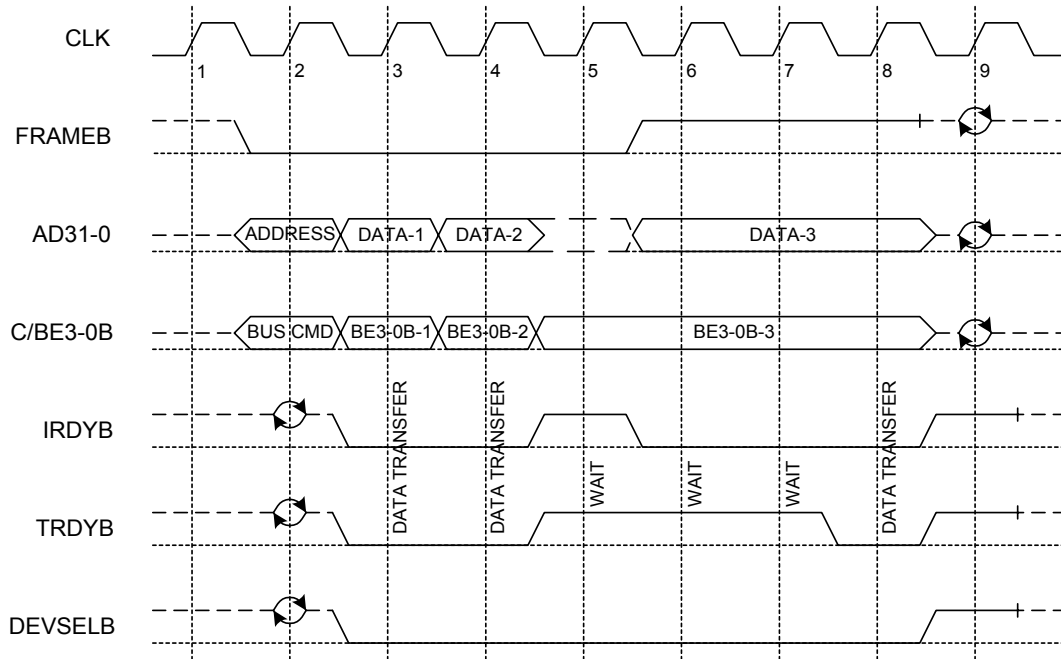 CLK
1 2 3 4 5 6 7 8 9
FRAMEB
AD31-0
ADDRESS DATA-1 DATA-2 DATA-3
C/BE3-0B
BUS CMD BE3-0B-1 BE3-0B-2 BE3-0B-3
IRDYB
DATA TRANSFER
DATA TRANSFER
WAIT
WAIT
WAIT
DATA TRANSFER
TRDYB
DEVSELB